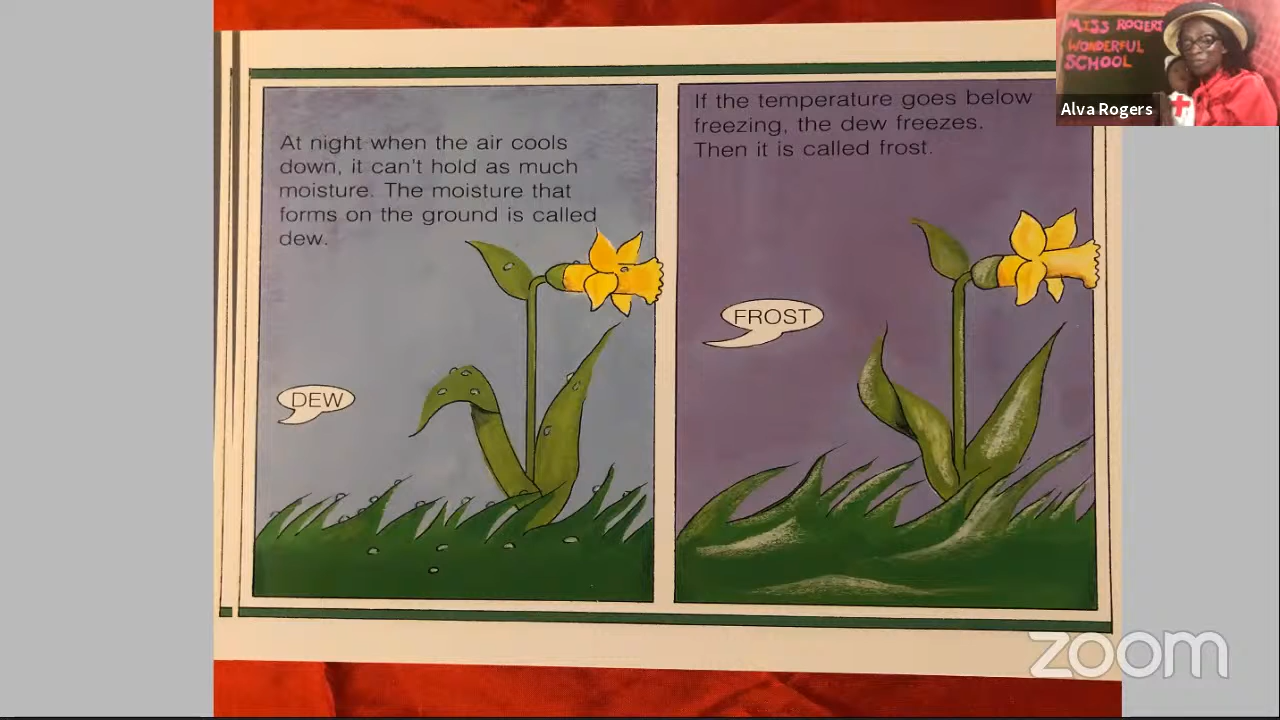 At night when the air cools
down, it can't hold as much
moisture. The moisture that
forms on the ground is called
dew.
DEW
If the temperature goes below
freezing, the dew freezes.
Then it is called frost.
FROST
MISS ROGERS
WONDERFUL
SCHOOL
Alva Rogers
zoom